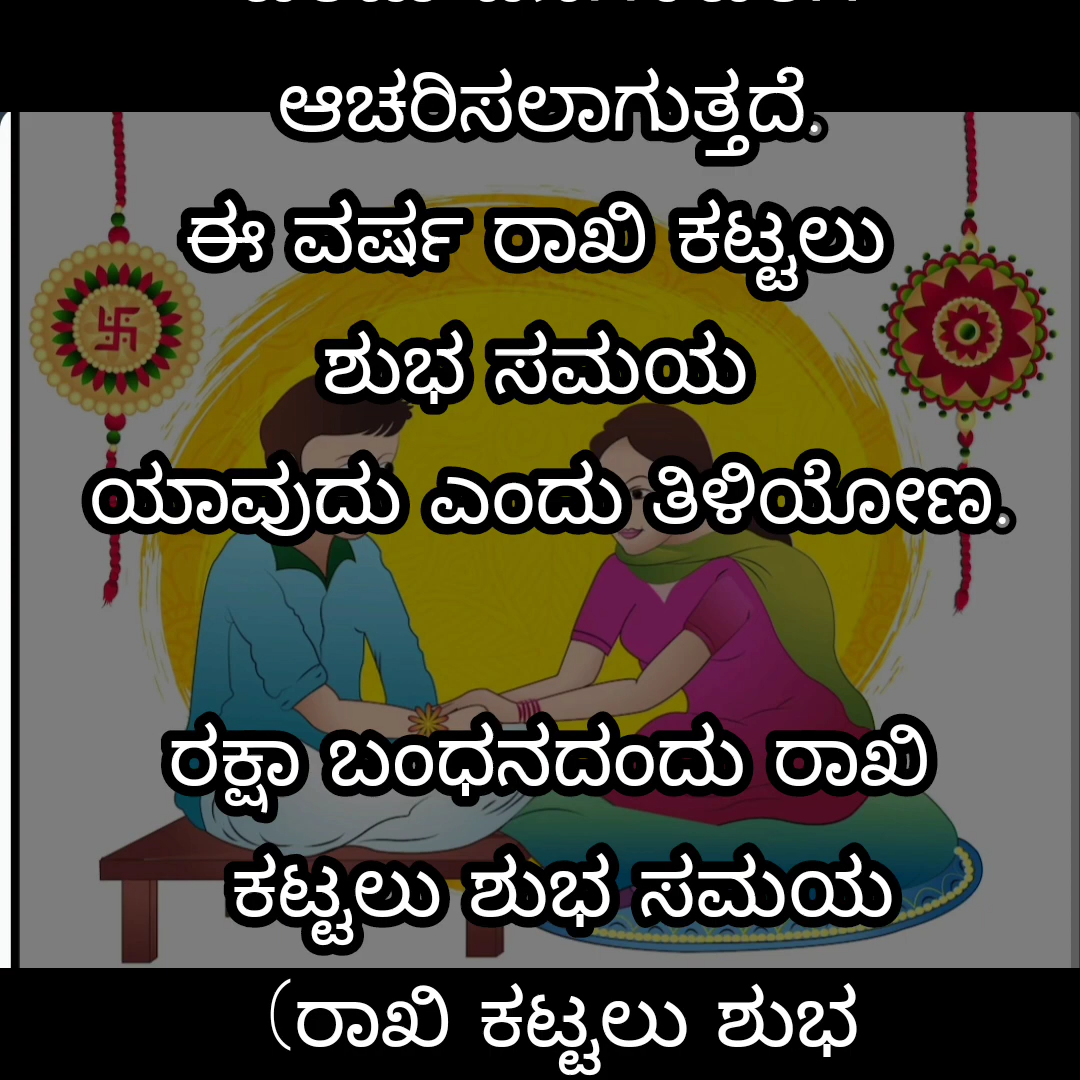 ಆಚರಿಸಲಾಗುತ್ತದೆ.
ಈ ವರ್ಷ ರಾಖಿ ಕಟ್ಟಲು
ಶುಭ ಸಮಯ
ಯಾವುದು ಎಂದು ತಿಳಿಯೋಣ.
ರಕ್ಷಾ ಬಂಧನದಂದು ರಾಖಿ
ಕಟ್ಟಲು ಶುಭ ಸಮಯ
(ರಾಖಿ ಕಟ್ಟಲು ಶುಭ